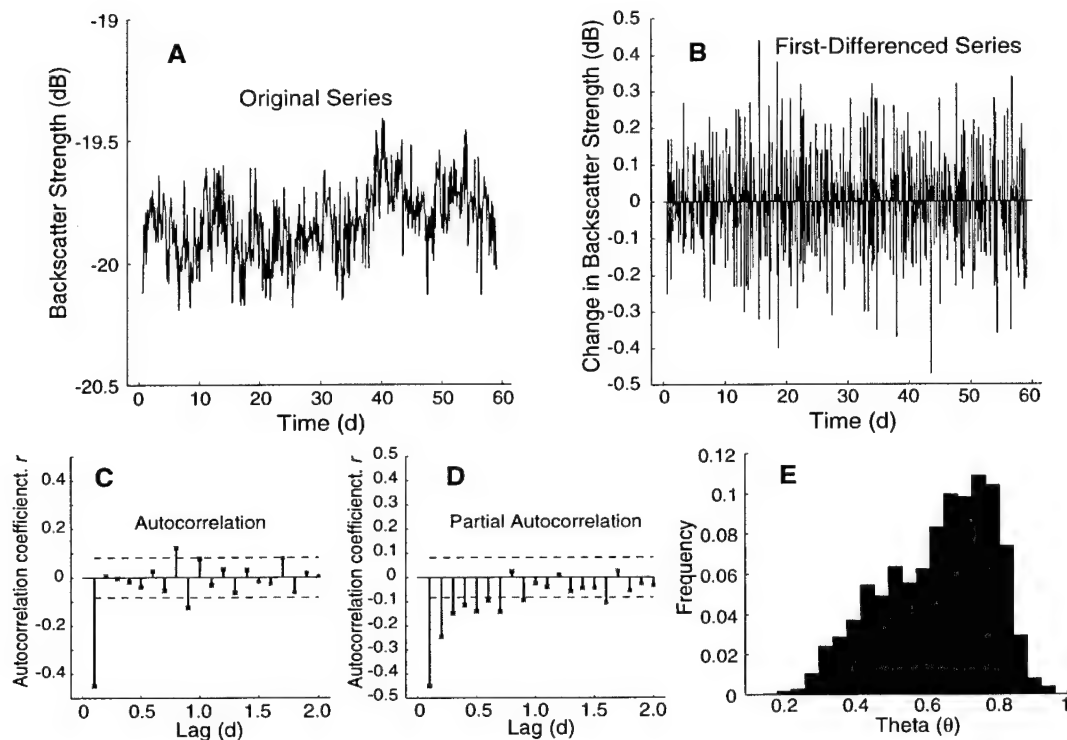 A
Original Series
Backscatter Strength (dB)
-19
-19.5
-20
-20.5
0 10 20 30 40 50 60
Time (d)
B
First-Differenced Series
Change in Backscatter Strength (dB)
0.5
0.4
0.3
0.2
0.1
0
-0.1
-0.2
-0.3
-0.4
-0.5
0 10 20 30 40 50 60
Time (d)
C
Autocorrelation
Autocorrelation coefficienct. r
0.4
0.2
0
-0.2
-0.4
0 0.5 1.0 1.5 2.0
Lag (d)
D
Partial Autocorrelation
Autocorrelation coefficienct. r
0.5
0.4
0.3
0.2
0.1
0
-0.1
-0.2
-0.3
-0.4
-0.5
0 0.5 1.0 1.5 2.0
Lag (d)
E
Frequency
0.12
0.1
0.08
0.06
0.04
0.02
0
0.2 0.4 0.6 0.8 1
Theta (θ)